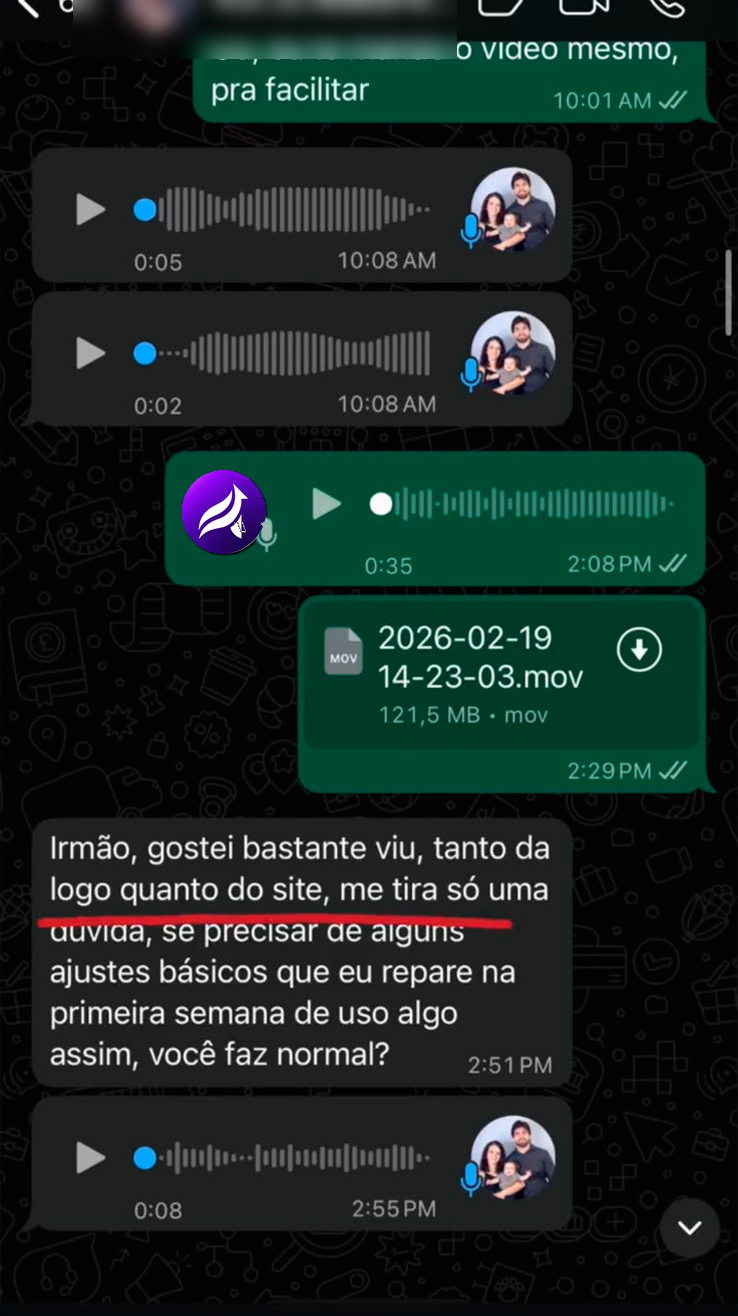 o vídeo mesmo,
pra facilitar
10:01 AM
0:05
10:08 AM
0:02
10:08 AM
0:35
2:08 PM
MOV
2026-02-19
14-23-03.mov
121,5 MB • mov
2:29 PM
Irmão, gostei bastante viu, tanto da
logo quanto do site, me tira só uma
dúvida, se precisar de alguns
ajustes básicos que eu repare na
primeira semana de uso algo
assim, você faz normal?
2:51 PM
0:08
2:55 PM